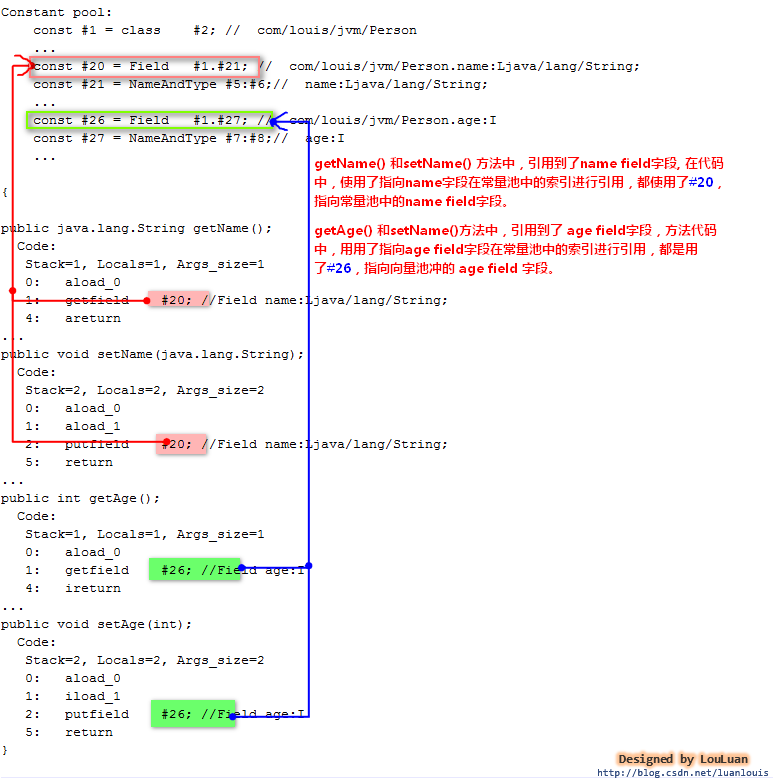 Constant pool:
const #1 = class #2; // com/louis/jvm/Person
...
const #20 = Field #1.#21; // com/louis/jvm/Person.name:Ljava/lang/String;
const #21 = NameAndType #5:#6;// name:Ljava/lang/String;
...
const #26 = Field #1.#27; // com/louis/jvm/Person.age:I
const #27 = NameAndType #7:#8;// age:I
...
getName() 和setName() 方法中，引用到了name field字段, 在代码
中，使用了指向name字段在常量池中的索引进行引用，都使用了#20，
指向常量池中的name field字段。
getAge() 和setName()方法中，引用到了 age field字段，方法代码
中，用用了指向age field字段在常量池中的索引进行引用，都是用
了#26，指向向量池冲的 age field 字段。
{
public java.lang.String getName();
Code:
Stack=1, Locals=1, Args_size=1
0: aload_0
1: getfield #20; //Field name:Ljava/lang/String;
4: areturn
...
public void setName(java.lang.String);
Code:
Stack=2, Locals=2, Args_size=2
0: aload_0
1: aload_1
2: putfield #20; //Field name:Ljava/lang/String;
5: return
...
public int getAge();
Code:
Stack=1, Locals=1, Args_size=1
0: aload_0
1: getfield #26; //Field age:I
4: ireturn
...
public void setAge(int);
Code:
Stack=2, Locals=2, Args_size=2
0: aload_0
1: iload_1
2: putfield #26; //Field age:I
5: return
}
Designed by LouLuan
http://blog.csdn.net/luanlouis